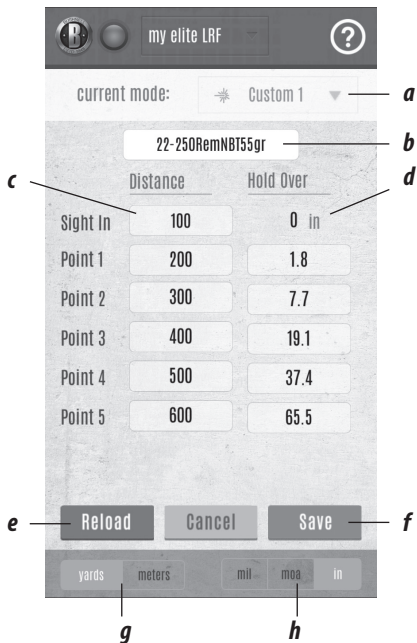 B my elite LRF ?
current mode: Custom 1 a
22-250RemNBT55gr b
c Distance Hold Over d
Sight In 100 0 in
Point 1 200 1.8
Point 2 300 7.7
Point 3 400 19.1
Point 4 500 37.4
Point 5 600 65.5
e Reload Cancel Save f
yards meters mil moa in
g h